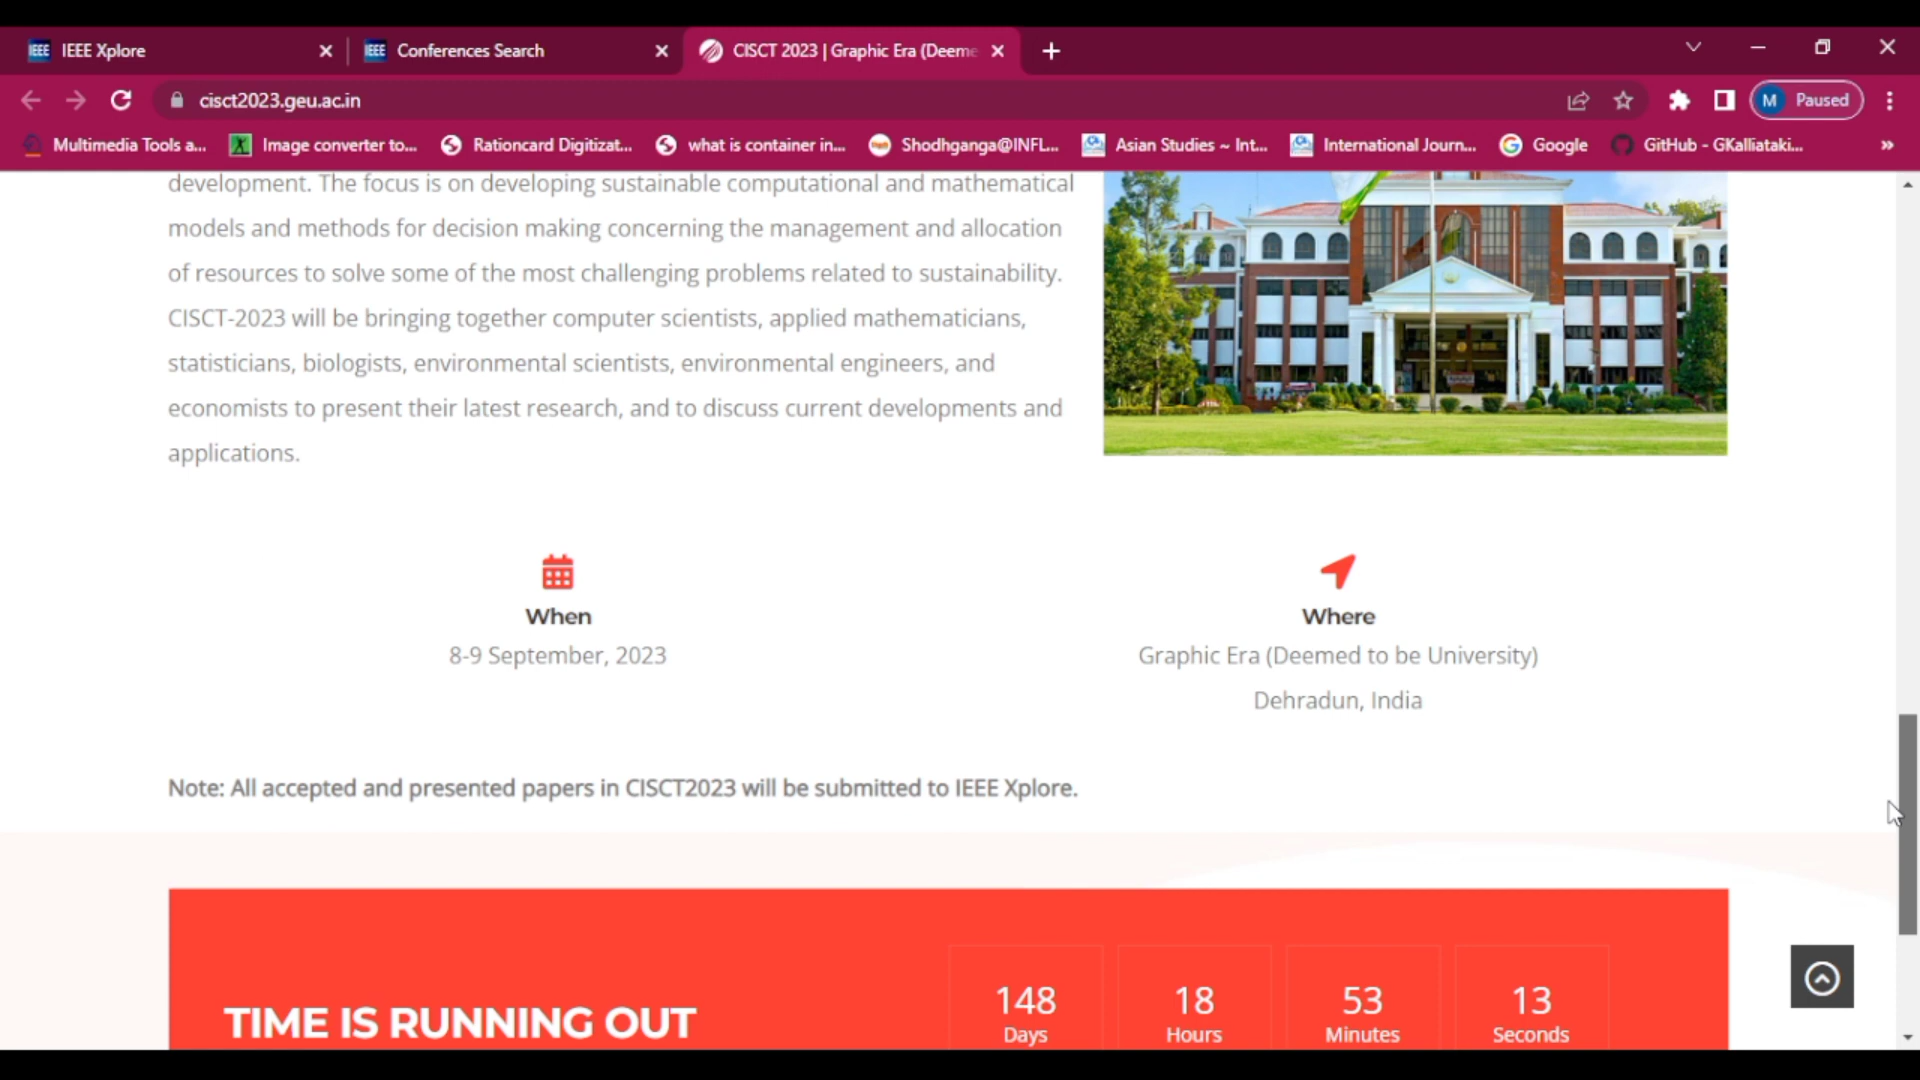 IEEE IEEE Xplore
IEEE Conferences Search
CISCT 2023 | Graphic Era (Deeme
cisct2023.geu.ac.in
M Paused
Multimedia Tools a...
Image converter to...
Rationcard Digitizat...
what is container in...
Shodhganga@INFL...
Asian Studies ~ Int...
International Journ...
Google
GitHub - GKalliataki...
»
development. The focus is on developing sustainable computational and mathematical
models and methods for decision making concerning the management and allocation
of resources to solve some of the most challenging problems related to sustainability.
CISCT-2023 will be bringing together computer scientists, applied mathematicians,
statisticians, biologists, environmental scientists, environmental engineers, and
economists to present their latest research, and to discuss current developments and
applications.
When
8-9 September, 2023
Where
Graphic Era (Deemed to be University)
Dehradun, India
Note: All accepted and presented papers in CISCT2023 will be submitted to IEEE Xplore.
TIME IS RUNNING OUT
148 Days
18 Hours
53 Minutes
13 Seconds